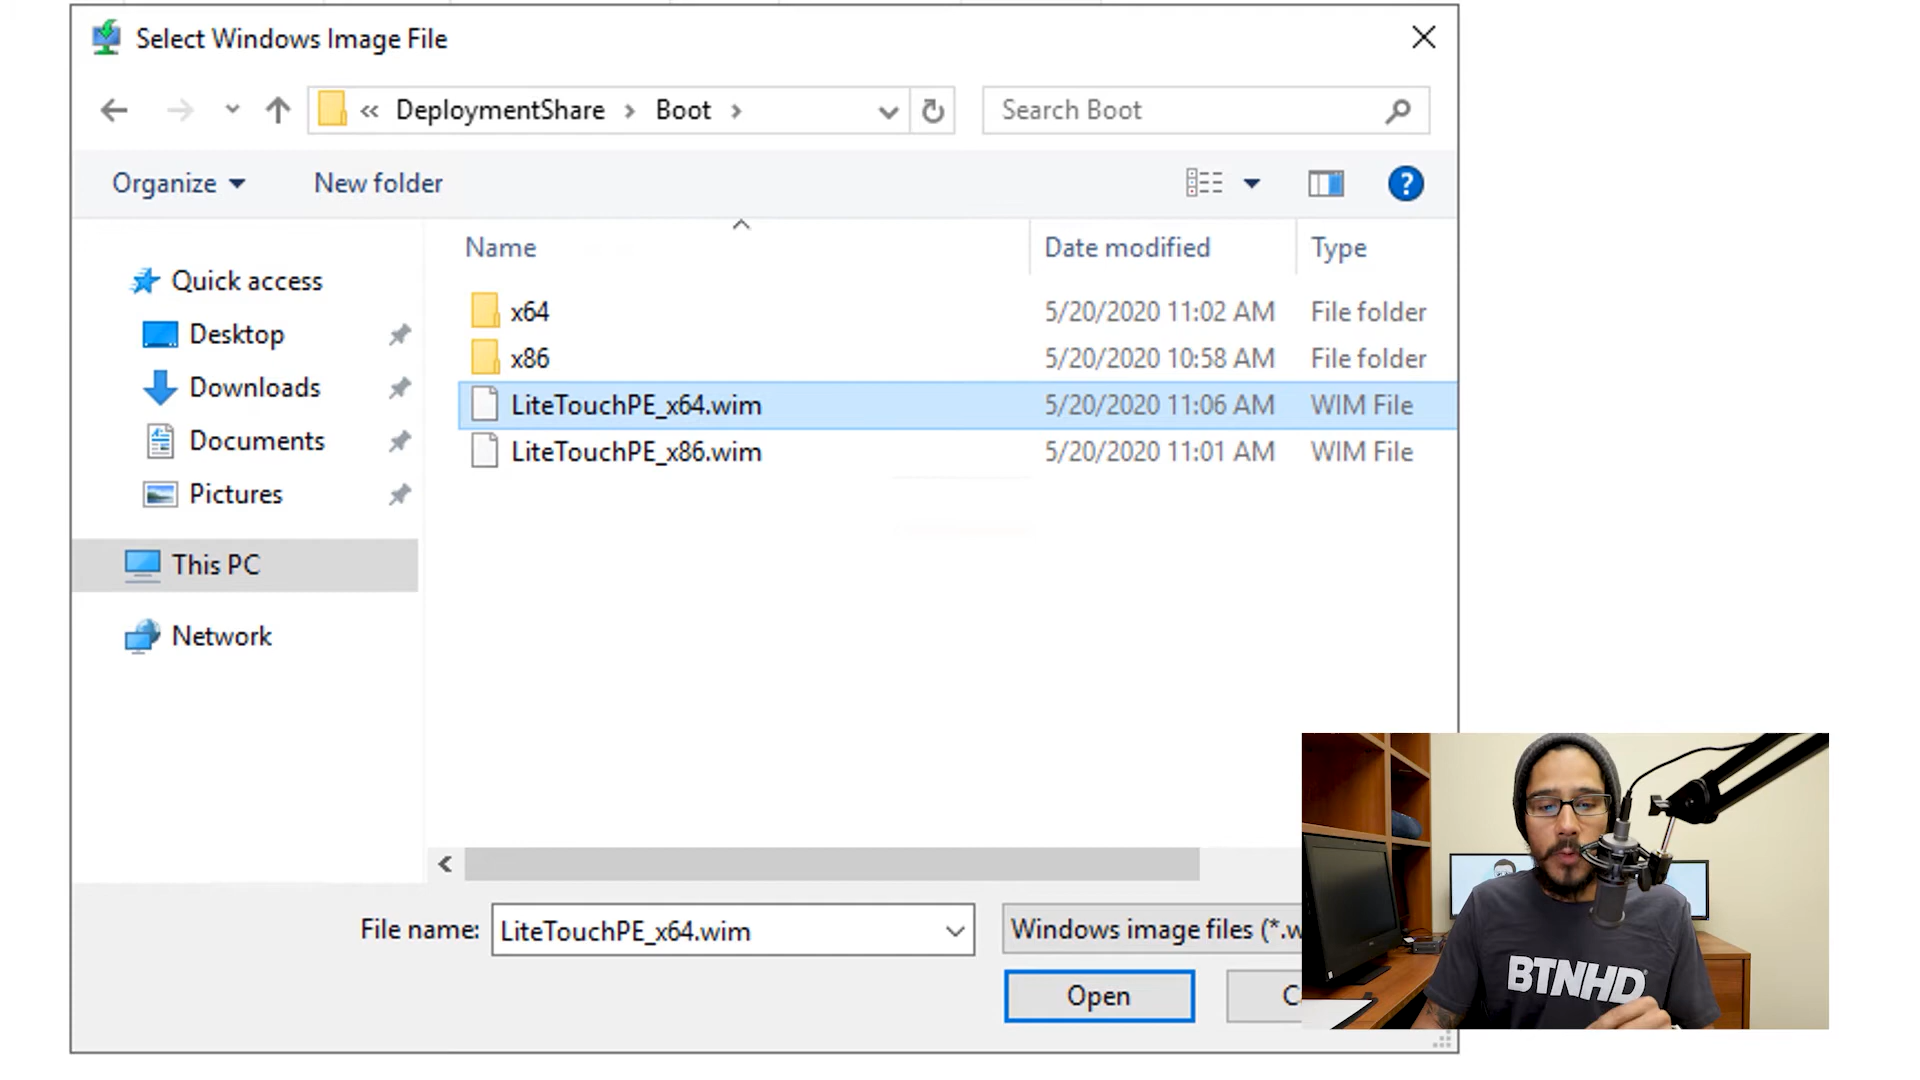 Select Windows Image File
« DeploymentShare > Boot >
Search Boot
Organize
New folder
Name
Date modified
Type
Quick access
Desktop
Downloads
Documents
Pictures
This PC
Network
x64 5/20/2020 11:02 AM File folder
x86 5/20/2020 10:58 AM File folder
LiteTouchPE_x64.wim 5/20/2020 11:06 AM WIM File
LiteTouchPE_x86.wim 5/20/2020 11:01 AM WIM File
File name: LiteTouchPE_x64.wim
Windows image files (*.w
Open
C
BTNHD